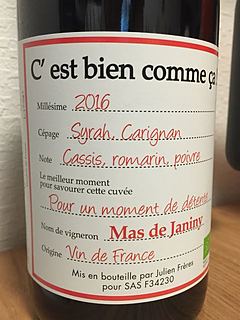 C' est bien comme ça
Millésime 2016
Cépage Syrah, Carignan
Note Cassis, romarin, poivre
Le meilleur moment
pour savourer cette cuvée
Pour un moment de détente
Nom de vigneron Mas de Janiny
Origine Vin de France
Mis en bouteille par Julien Frères
pour SAS F34230